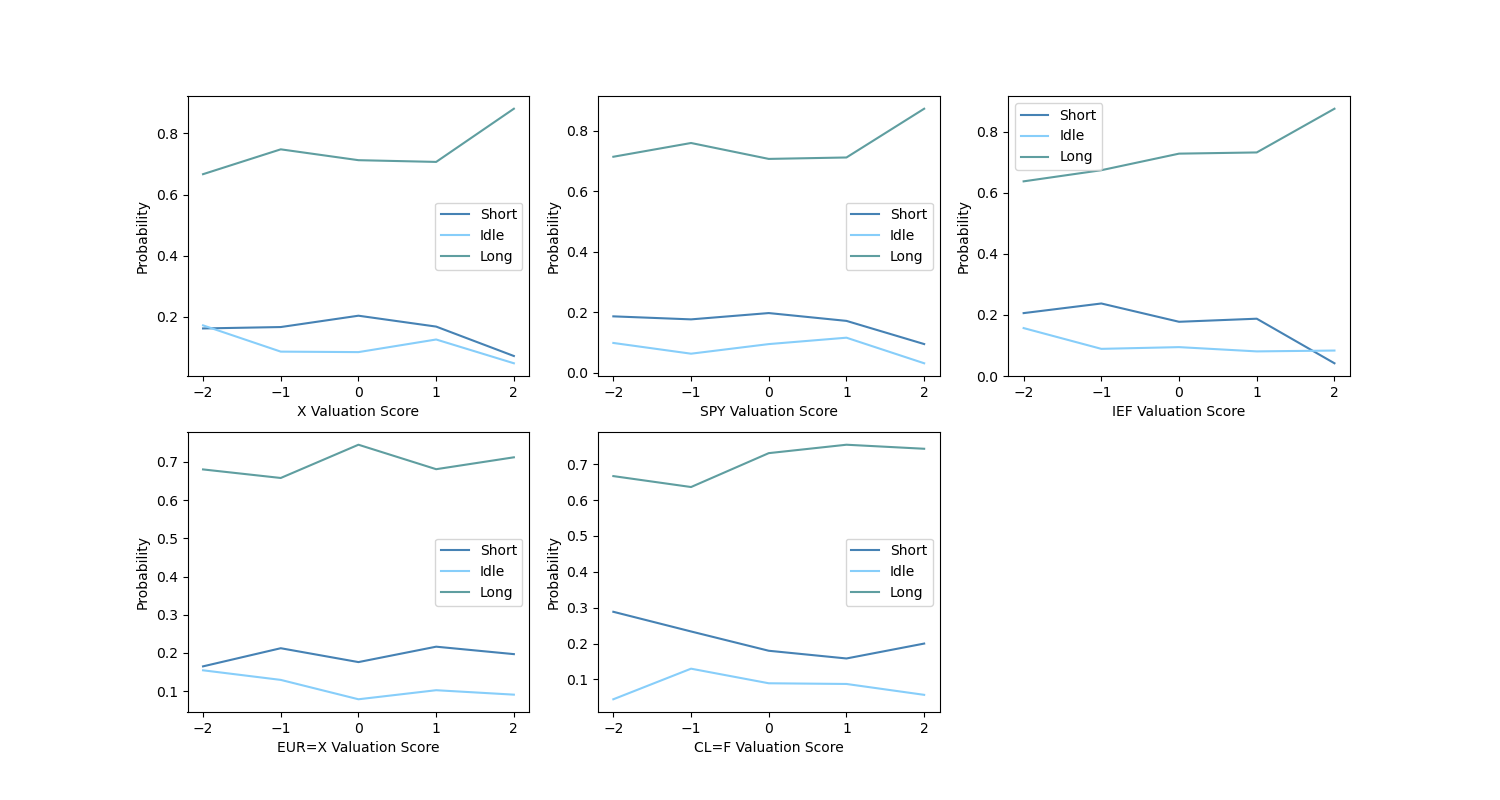 Probability
0.8
0.6
0.4
0.2
−2
−1
0
1
2
X Valuation Score
Short
Idle
Long
Probability
0.8
0.6
0.4
0.2
0.0
−2
−1
0
1
2
SPY Valuation Score
Short
Idle
Long
Probability
0.8
0.6
0.4
0.2
0.0
−2
−1
0
1
2
IEF Valuation Score
Short
Idle
Long
Probability
0.7
0.6
0.5
0.4
0.3
0.2
0.1
−2
−1
0
1
2
EUR=X Valuation Score
Short
Idle
Long
Probability
0.7
0.6
0.5
0.4
0.3
0.2
0.1
−2
−1
0
1
2
CL=F Valuation Score
Short
Idle
Long